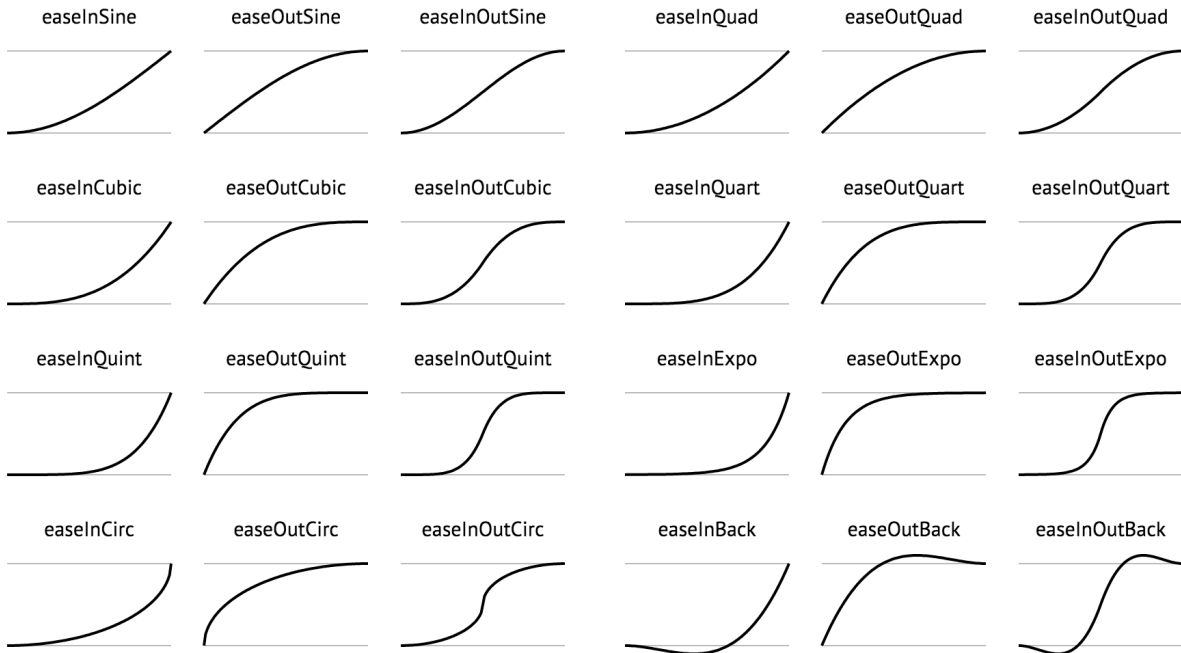 easeInSine
easeOutSine
easeInOutSine
easeInQuad
easeOutQuad
easeInOutQuad
easeInCubic
easeOutCubic
easeInOutCubic
easeInQuart
easeOutQuart
easeInOutQuart
easeInQuint
easeOutQuint
easeInOutQuint
easeInExpo
easeOutExpo
easeInOutExpo
easeInCirc
easeOutCirc
easeInOutCirc
easeInBack
easeOutBack
easeInOutBack